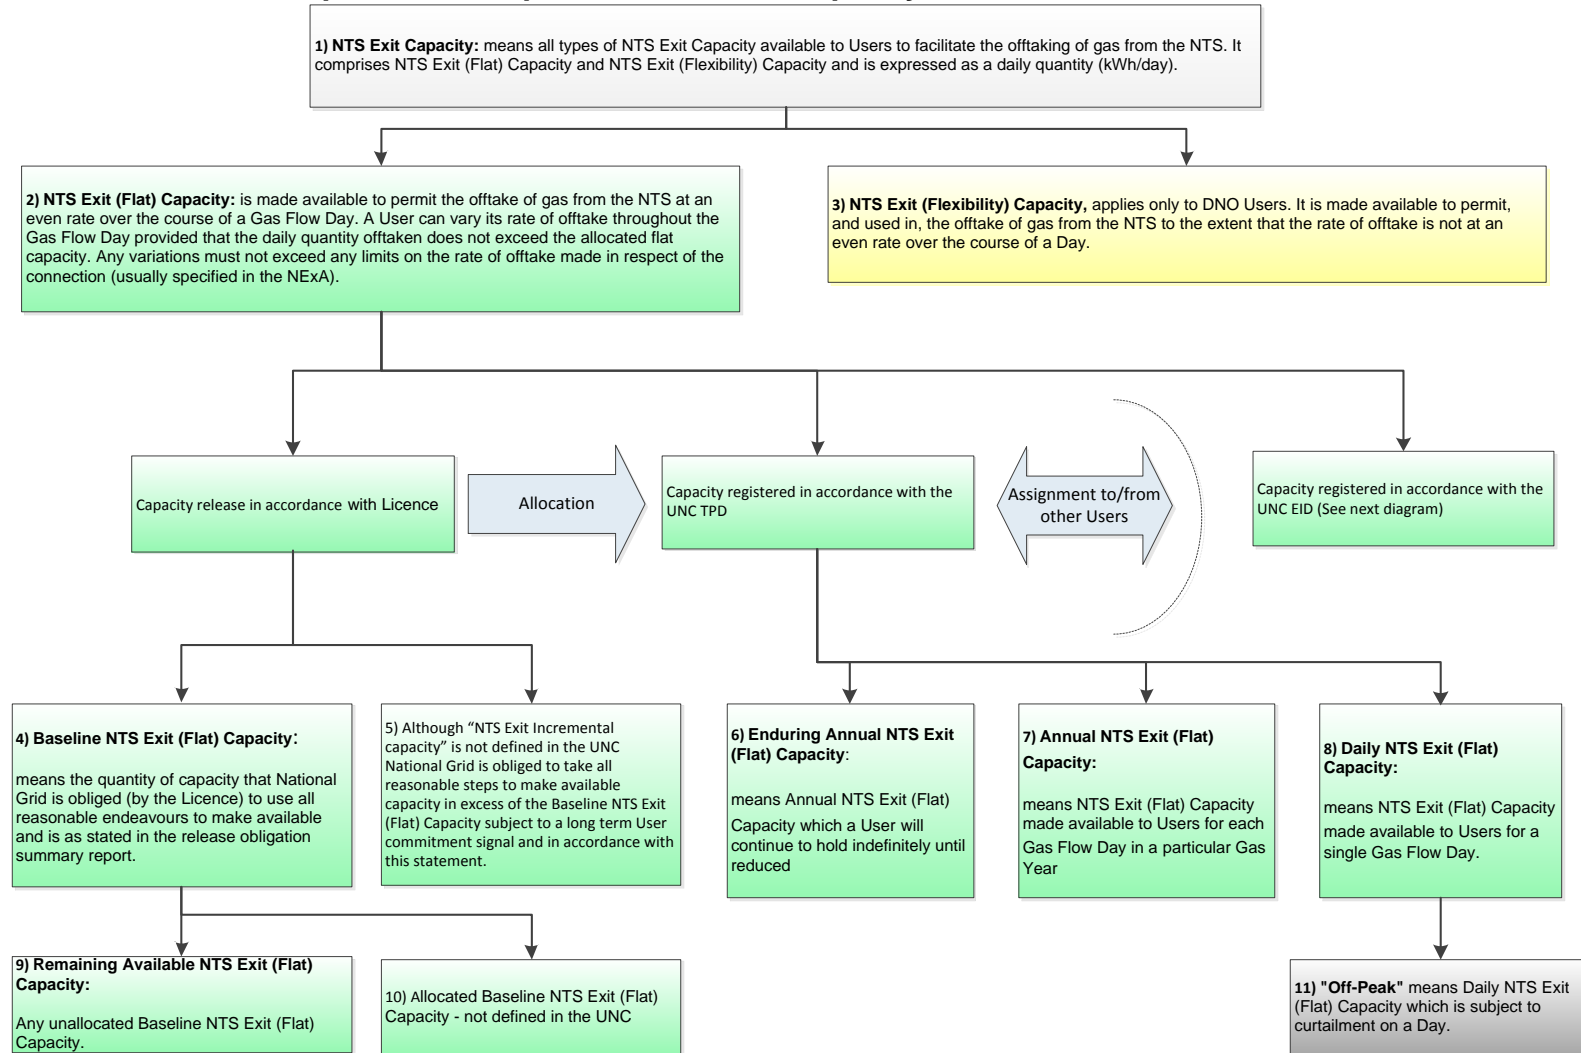 1) NTS Exit Capacity: means all types of NTS Exit Capacity available to Users to facilitate the offtaking of gas from the NTS. It
comprises NTS Exit (Flat) Capacity and NTS Exit (Flexibility) Capacity and is expressed as a daily quantity (kWh/day).
2) NTS Exit (Flat) Capacity: is made available to permit the offtake of gas from the NTS at an
even rate over the course of a Gas Flow Day. A User can vary its rate of offtake throughout the
Gas Flow Day provided that the daily quantity offtaken does not exceed the allocated flat
capacity. Any variations must not exceed any limits on the rate of offtake made in respect of the
connection (usually specified in the NExA).
3) NTS Exit (Flexibility) Capacity, applies only to DNO Users. It is made available to permit,
and used in, the offtake of gas from the NTS to the extent that the rate of offtake is not at an
even rate over the course of a Day.
Capacity release in accordance with Licence
Allocation
Capacity registered in accordance with the
UNC TPD
Assignment to/from
other Users
Capacity registered in accordance with the
UNC EID (See next diagram)
4) Baseline NTS Exit (Flat) Capacity:
means the quantity of capacity that National
Grid is obliged (by the Licence) to use all
reasonable endeavours to make available
and is as stated in the release obligation
summary report.
5) Although “NTS Exit Incremental
capacity” is not defined in the UNC
National Grid is obliged to take all
reasonable steps to make available
capacity in excess of the Baseline NTS Exit
(Flat) Capacity subject to a long term User
commitment signal and in accordance with
this statement.
6) Enduring Annual NTS Exit
(Flat) Capacity:
means Annual NTS Exit (Flat)
Capacity which a User will
continue to hold indefinitely until
reduced
7) Annual NTS Exit (Flat)
Capacity:
means NTS Exit (Flat) Capacity
made available to Users for each
Gas Flow Day in a particular Gas
Year
8) Daily NTS Exit (Flat)
Capacity:
means NTS Exit (Flat) Capacity
made available to Users for a
single Gas Flow Day.
9) Remaining Available NTS Exit (Flat)
Capacity:
Any unallocated Baseline NTS Exit (Flat)
Capacity.
10) Allocated Baseline NTS Exit (Flat)
Capacity - not defined in the UNC
11) "Off-Peak" means Daily NTS Exit
(Flat) Capacity which is subject to
curtailment on a Day.